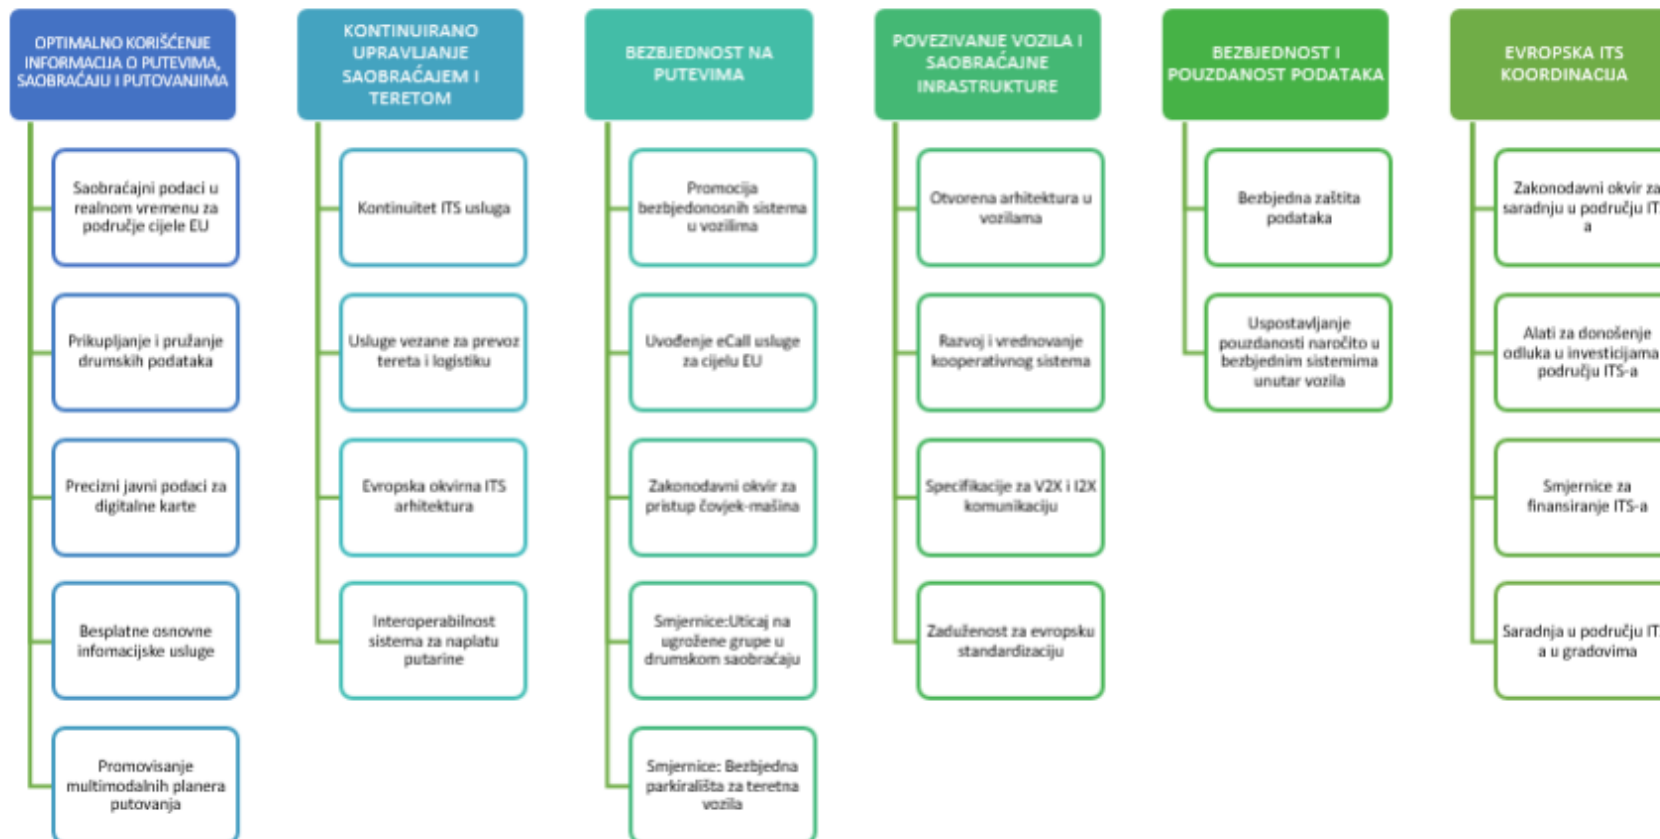 OPTIMALNO KORIŠĆENJE
INFORMACIJA O PUTEVIMA,
SAOBRAĆAJU I PUTOVANJIMA
Saobraćajni podaci u
realnom vremenu za
područje cijele EU
Prikupljanje i pružanje
drumskih podataka
Precizni javni podaci za
digitalne karte
Besplatne osnovne
infomacijske usluge
Promovisanje
multimodalnih planera
putovanja
KONTINUIRANO
UPRAVLJANJE
SAOBRAĆAJEM I
TERETOM
Kontinuitet ITS usluga
Usluge vezane za prevoz
tereta i logistiku
Evropska okvirna ITS
arhitektura
Interoperabilnost
sistema za naplatu
putarine
BEZBJEDNOST NA
PUTEVIMA
Promocija
bezbjedonosnih sistema
u vozilima
Uvođenje eCall usluge
za cijelu EU
Zakonodavni okvir za
pristup čovjek-mašina
Smjernice:Uticaj na
ugrožene grupe u
drumskom saobraćaju
Smjernice: Bezbjedna
parkirališta za teretna
vozila
POVEZIVANJE VOZILA I
SAOBRAĆAJNE
INRASTRUKTURE
Otvorena arhitektura u
vozilama
Razvoj i vrednovanje
kooperativnog sistema
Specifikacije za V2X i I2X
komunikaciju
Zaduženost za evropsku
standardizaciju
BEZBJEDNOST I
POUZDANOST PODATAKA
Bezbjedna zaštita
podataka
Uspostavljanje
pouzdanosti naročito u
bezbjednim sistemima
unutar vozila
EVROPSKA ITS
KOORDINACIJA
Zakonodavni okvir za
saradnju u području
a
Alati za donošenje
odluka u investicijama
području ITS-a
Smjernice za
finansiranje ITS-a
Saradnja u području
a u gradovima